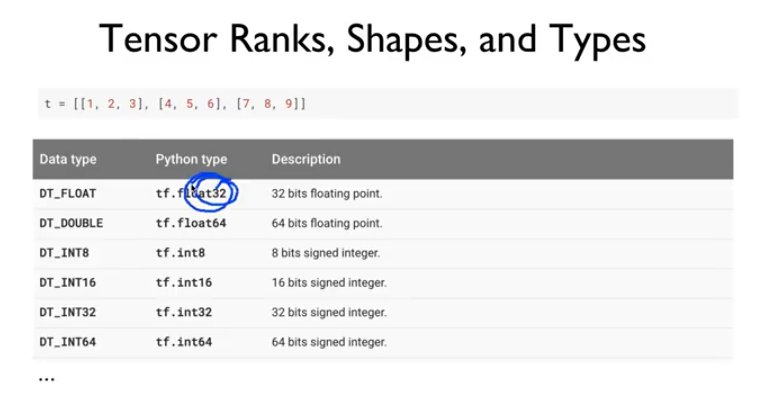 Tensor Ranks, Shapes, and Types
t = [[1, 2, 3], [4, 5, 6], [7, 8, 9]]
Data type Python type Description
DT_FLOAT tf.float32 32 bits floating point.
DT_DOUBLE tf.float64 64 bits floating point.
DT_INT8 tf.int8 8 bits signed integer.
DT_INT16 tf.int16 16 bits signed integer.
DT_INT32 tf.int32 32 bits signed integer.
DT_INT64 tf.int64 64 bits signed integer.
...